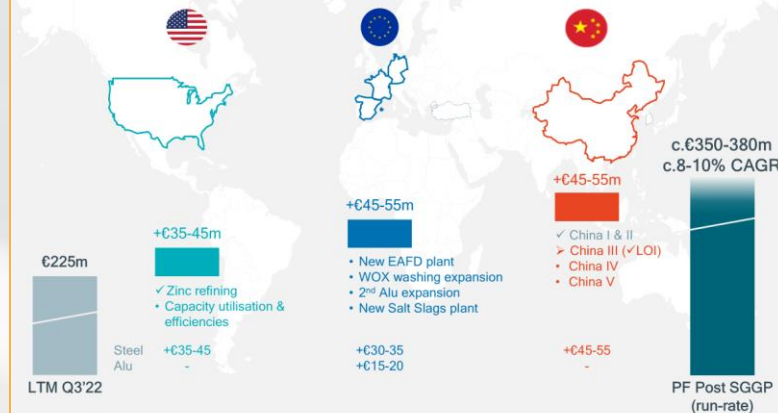 c.€350-380m
c.8-10% CAGR
+€45-55m
+€45-55m
✓ China I & II
➢ China III (✓LOI)
• China IV
• China V
+€35-45m
• New EAFD plant
• WOX washing expansion
• 2nd Alu expansion
• New Salt Slags plant
€225m
✓ Zinc refining
• Capacity utilisation &
efficiencies
Steel +€35-45 +€30-35 +€45-55
Alu - +€15-20 -
LTM Q3'22
PF Post SGGP
(run-rate)